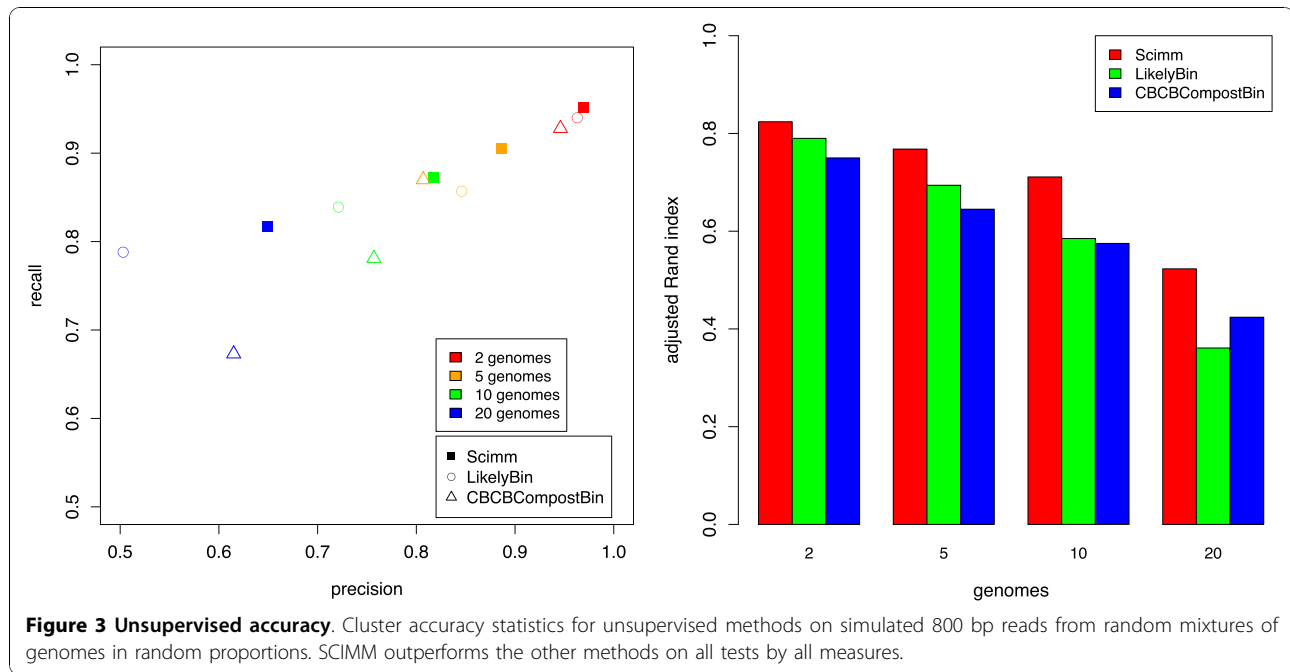 1.0
0.9
0.8
0.7
0.6
0.5
recall
0.5 0.6 0.7 0.8 0.9 1.0
precision
2 genomes
5 genomes
10 genomes
20 genomes
Scimm
LikelyBin
CBCBCompostBin
1.0
0.8
0.6
0.4
0.2
0.0
adjusted Rand index
Scimm
LikelyBin
CBCBCompostBin
2 5 10 20
genomes
Figure 3 Unsupervised accuracy. Cluster accuracy statistics for unsupervised methods on simulated 800 bp reads from random mixtures of
genomes in random proportions. SCIMM outperforms the other methods on all tests by all measures.